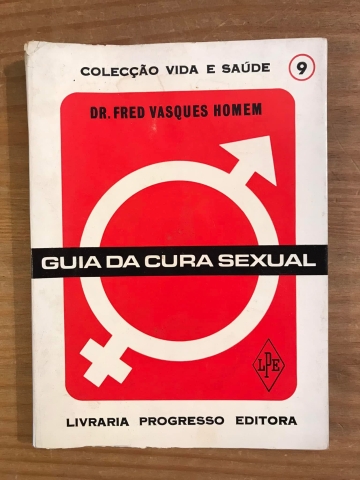 COLECÇÃO VIDA E SAÚDE 9
DR. FRED VASQUES HOMEM
GUIA DA CURA SEXUAL
LPE
LIVRARIA PROGRESSO EDITORA